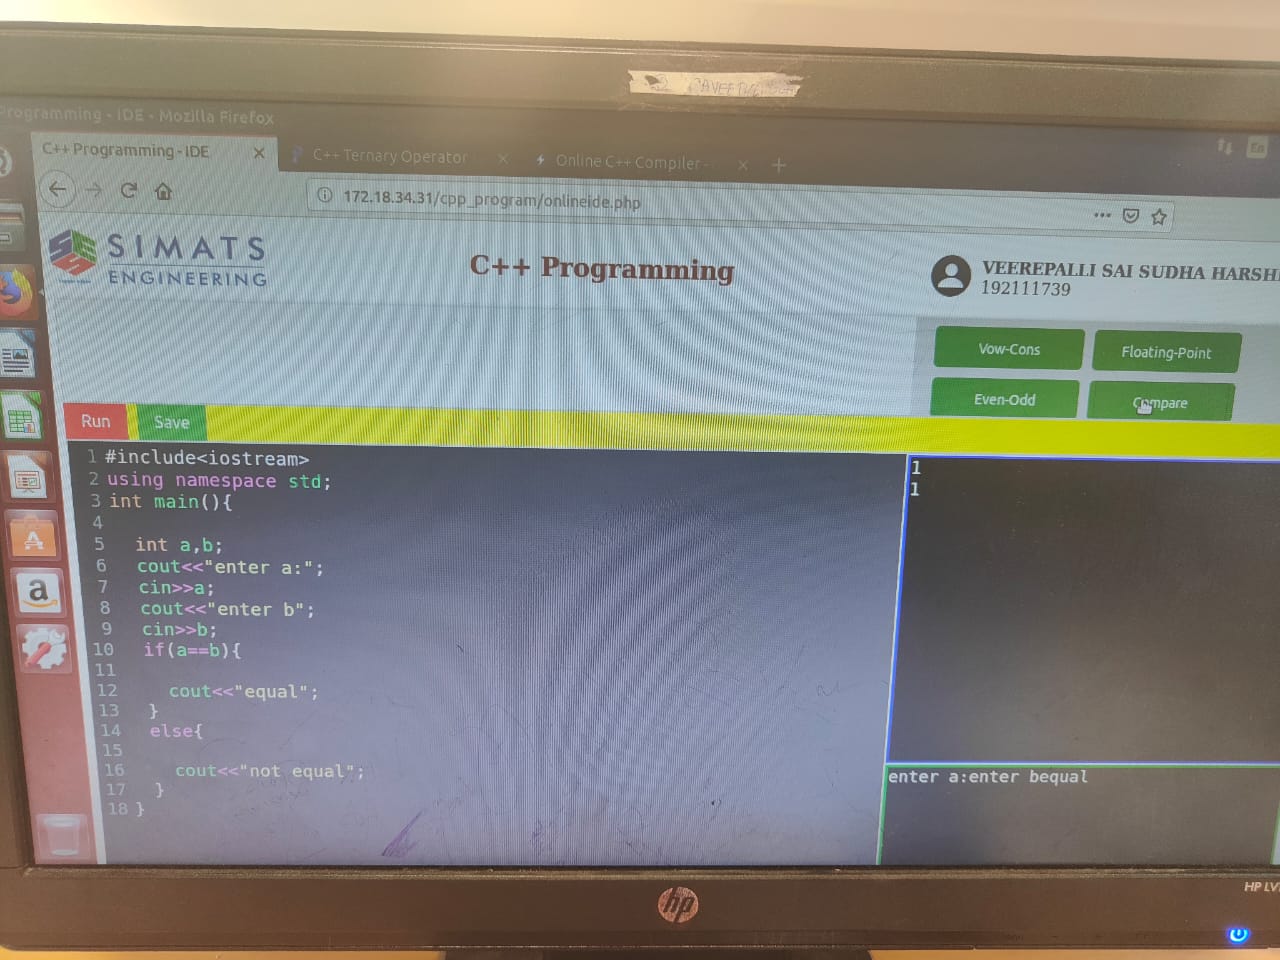 Programming - IDE - Mozilla Firefox
C++ Programming - IDE
C++ Ternary Operator
Online C++ Compiler -
En
172.18.34.31/cpp_program/onlineide.php
SIMATS
ENGINEERING
C++ Programming
VEEREPALLI SAI SUDHA HARSHI
192111739
Vow-Cons
Floating-Point
Even-Odd
Compare
Run
Save
1 #include<iostream>
2 using namespace std;
3 int main(){
4
5 int a,b;
6 cout<<"enter a:";
7 cin>>a;
8 cout<<"enter b";
9 cin>>b;
10 if(a==b){
11
12 cout<<"equal";
13 }
14 else{
15
16 cout<<"not equal";
17 }
18 }
1
1
enter a:enter bequal
a
hp
HP LV